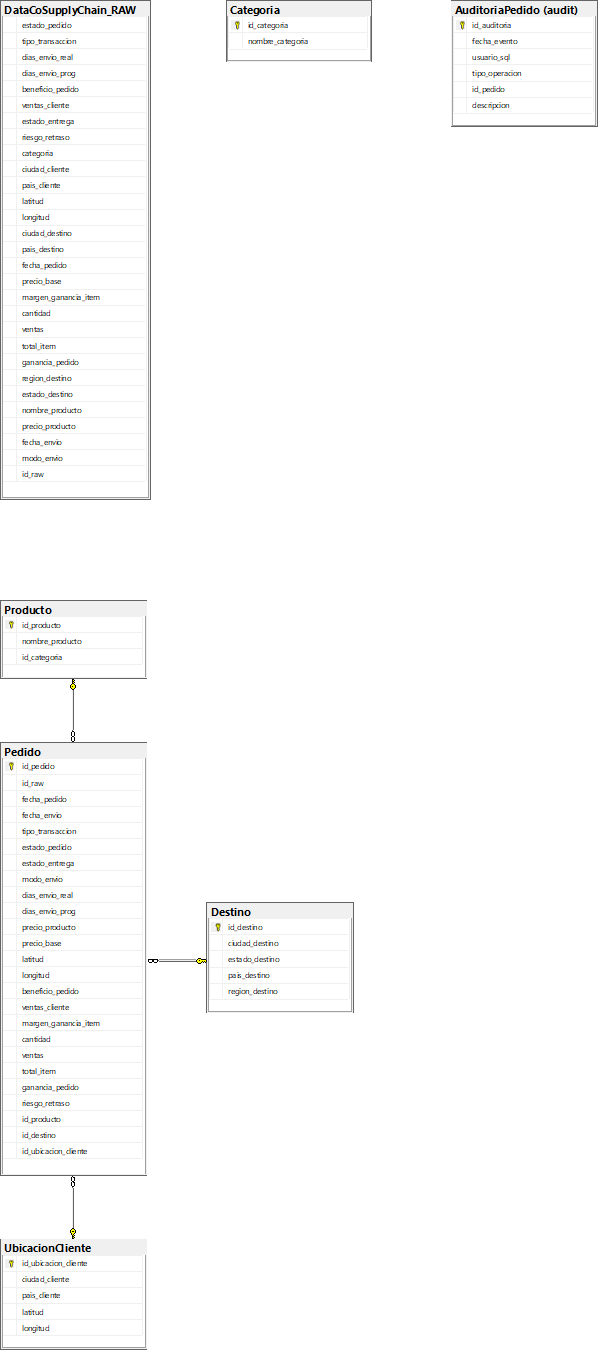 DataCoSupplyChain_RAW
estado_pedido
tipo_transaccion
dias_envio_real
dias_envio_prog
beneficio_pedido
ventas_cliente
estado_entrega
riesgo_retraso
categoria
ciudad_cliente
pais_cliente
latitud
longitud
ciudad_destino
pais_destino
fecha_pedido
precio_base
margen_ganancia_item
cantidad
ventas
total_item
ganancia_pedido
region_destino
estado_destino
nombre_producto
precio_producto
fecha_envio
modo_envio
id_raw
Categoria
id_categoria
nombre_categoria
AuditoriaPedido (audit)
id_auditoria
fecha_evento
usuario_sql
tipo_operacion
id_pedido
descripcion
Producto
id_producto
nombre_producto
id_categoria
Pedido
id_pedido
id_raw
fecha_pedido
fecha_envio
tipo_transaccion
estado_pedido
estado_entrega
modo_envio
dias_envio_real
dias_envio_prog
precio_producto
precio_base
latitud
longitud
beneficio_pedido
ventas_cliente
margen_ganancia_item
cantidad
ventas
total_item
ganancia_pedido
riesgo_retraso
id_producto
id_destino
id_ubicacion_cliente
Destino
id_destino
ciudad_destino
estado_destino
pais_destino
region_destino
UbicacionCliente
id_ubicacion_cliente
ciudad_cliente
pais_cliente
latitud
longitud